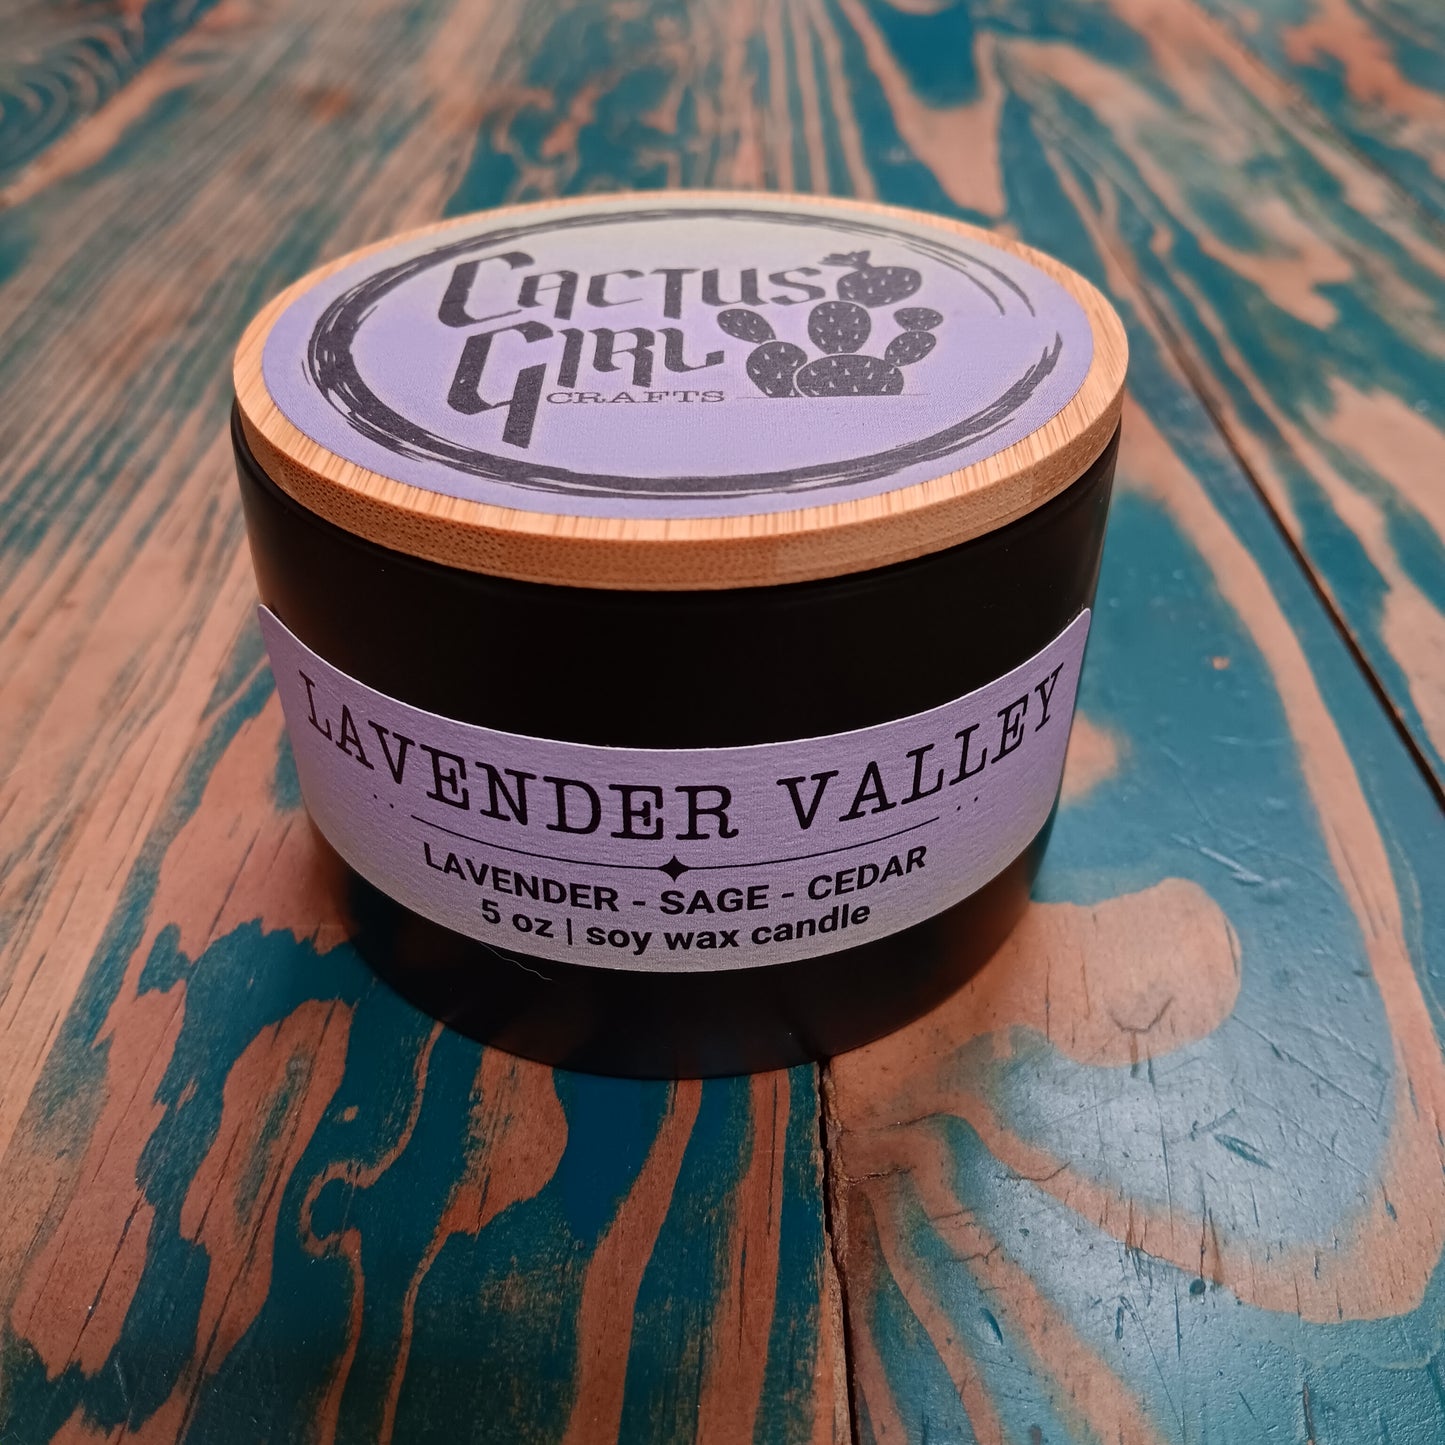 CACTUS
GIRL
CRAFTS
LAVENDER VALLEY
LAVENDER - SAGE - CEDAR
5 oz | soy wax candle